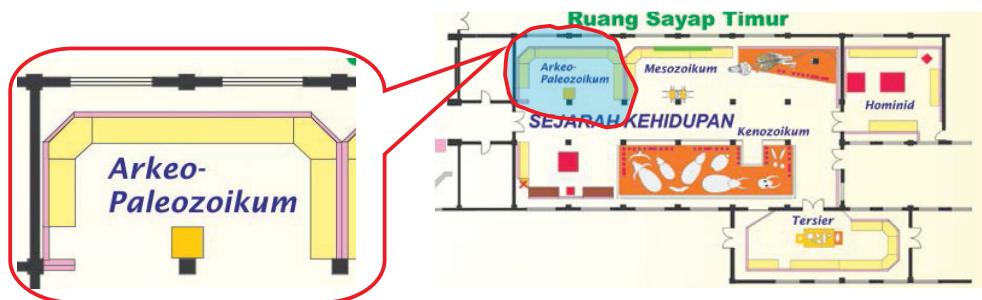 Ruang Sayap Timur
Arkeo-
Paleozoikum
Mesozoikum
Hominid
SEJARAH KEHIDUPAN
Kenozoikum
Tersier
Arkeo-
Paleozoikum